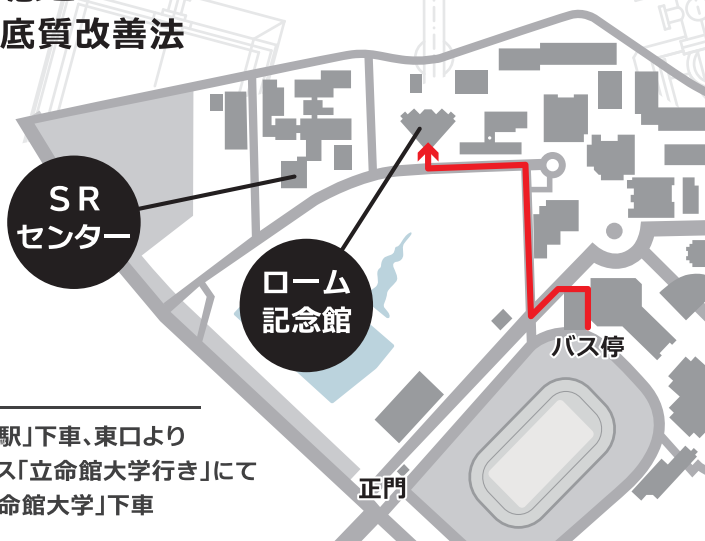 底質改善法
SR
センター
ローム
記念館
バス停
駅」下車、東口より
ス「立命館大学行き」にて
命館大学」下車
正門